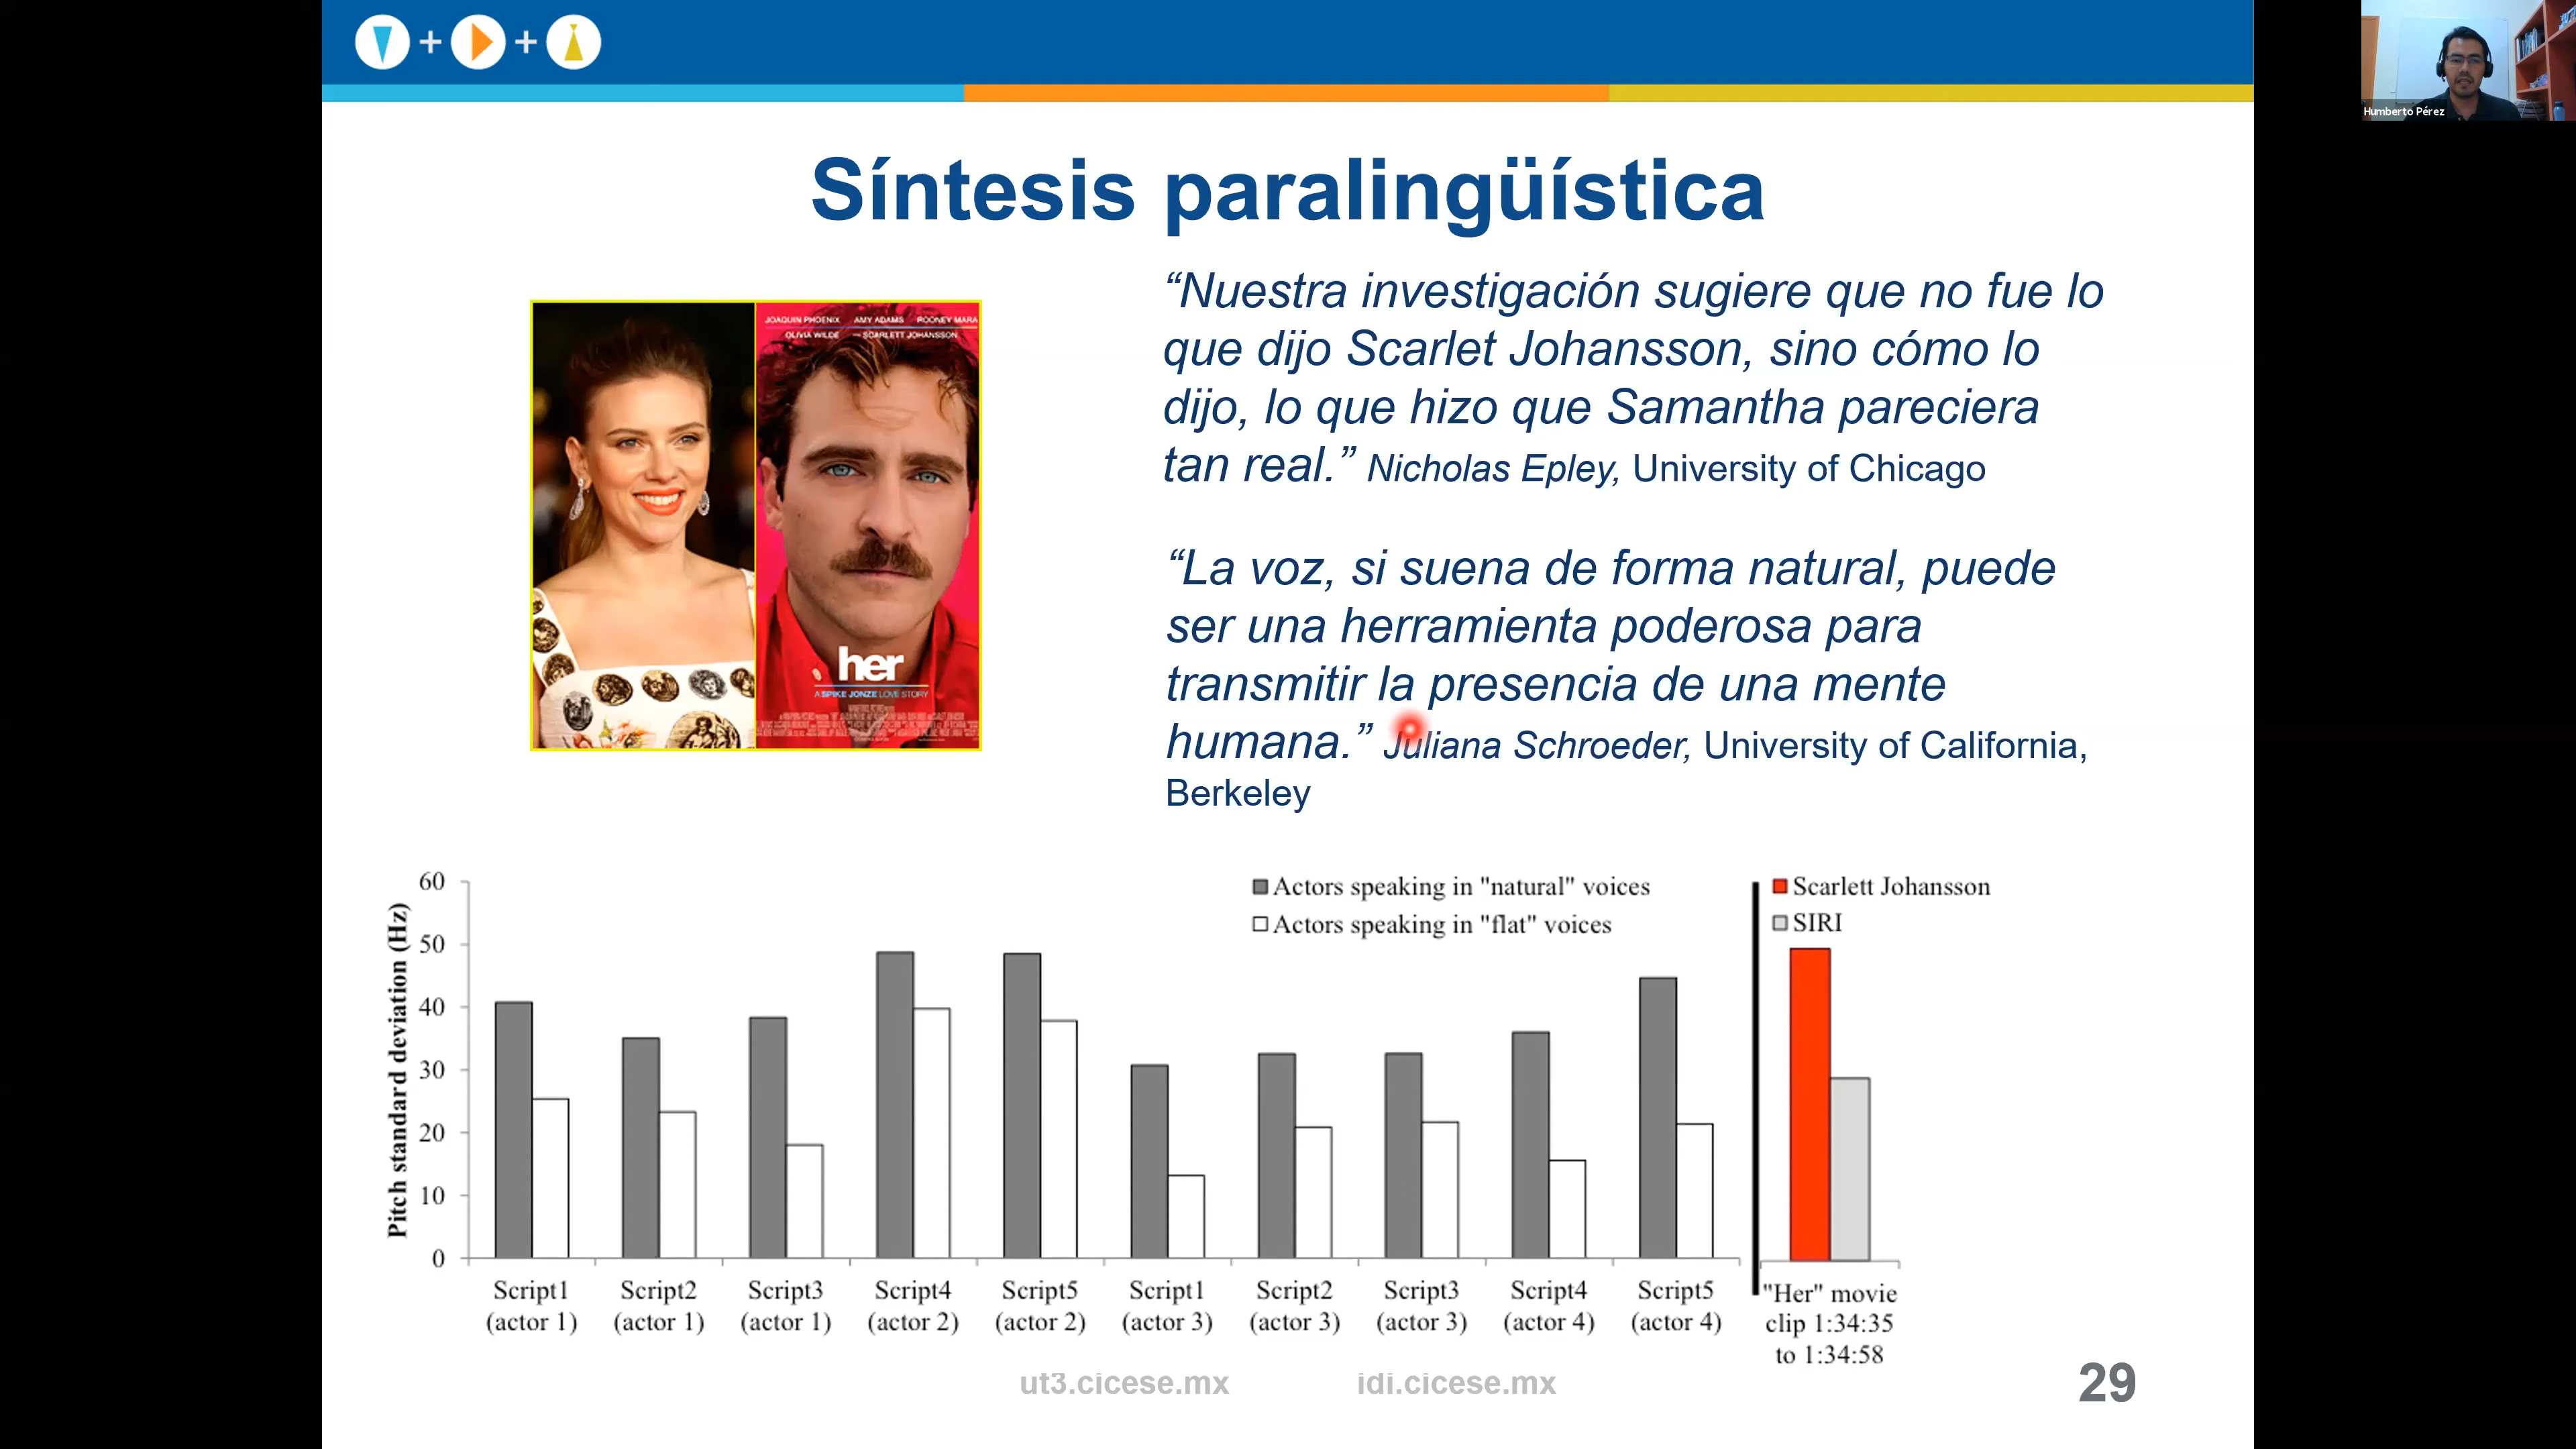 Humberto Pérez
Síntesis paralingüística
“Nuestra investigación sugiere que no fue lo
que dijo Scarlet Johansson, sino cómo lo
dijo, lo que hizo que Samantha pareciera
tan real.” Nicholas Epley, University of Chicago
“La voz, si suena de forma natural, puede
ser una herramienta poderosa para
transmitir la presencia de una mente
humana.” Juliana Schroeder, University of California,
Berkeley
JOAQUIN PHOENIX AMY ADAMS ROONEY MARA
OLIVIA WILDE SCARLETT JOHANSSON
her
A SPIKE JONZE LOVE STORY
Actors speaking in "natural" voices
Actors speaking in "flat" voices
Scarlett Johansson
SIRI
Pitch standard deviation (Hz)
60
50
40
30
20
10
0
Script1 Script2 Script3 Script4 Script5 Script1 Script2 Script3 Script4 Script5
(actor 1) (actor 1) (actor 1) (actor 2) (actor 2) (actor 3) (actor 3) (actor 3) (actor 4) (actor 4)
"Her" movie
clip 1:34:35
to 1:34:58
ut3.cicese.mx idi.cicese.mx
29